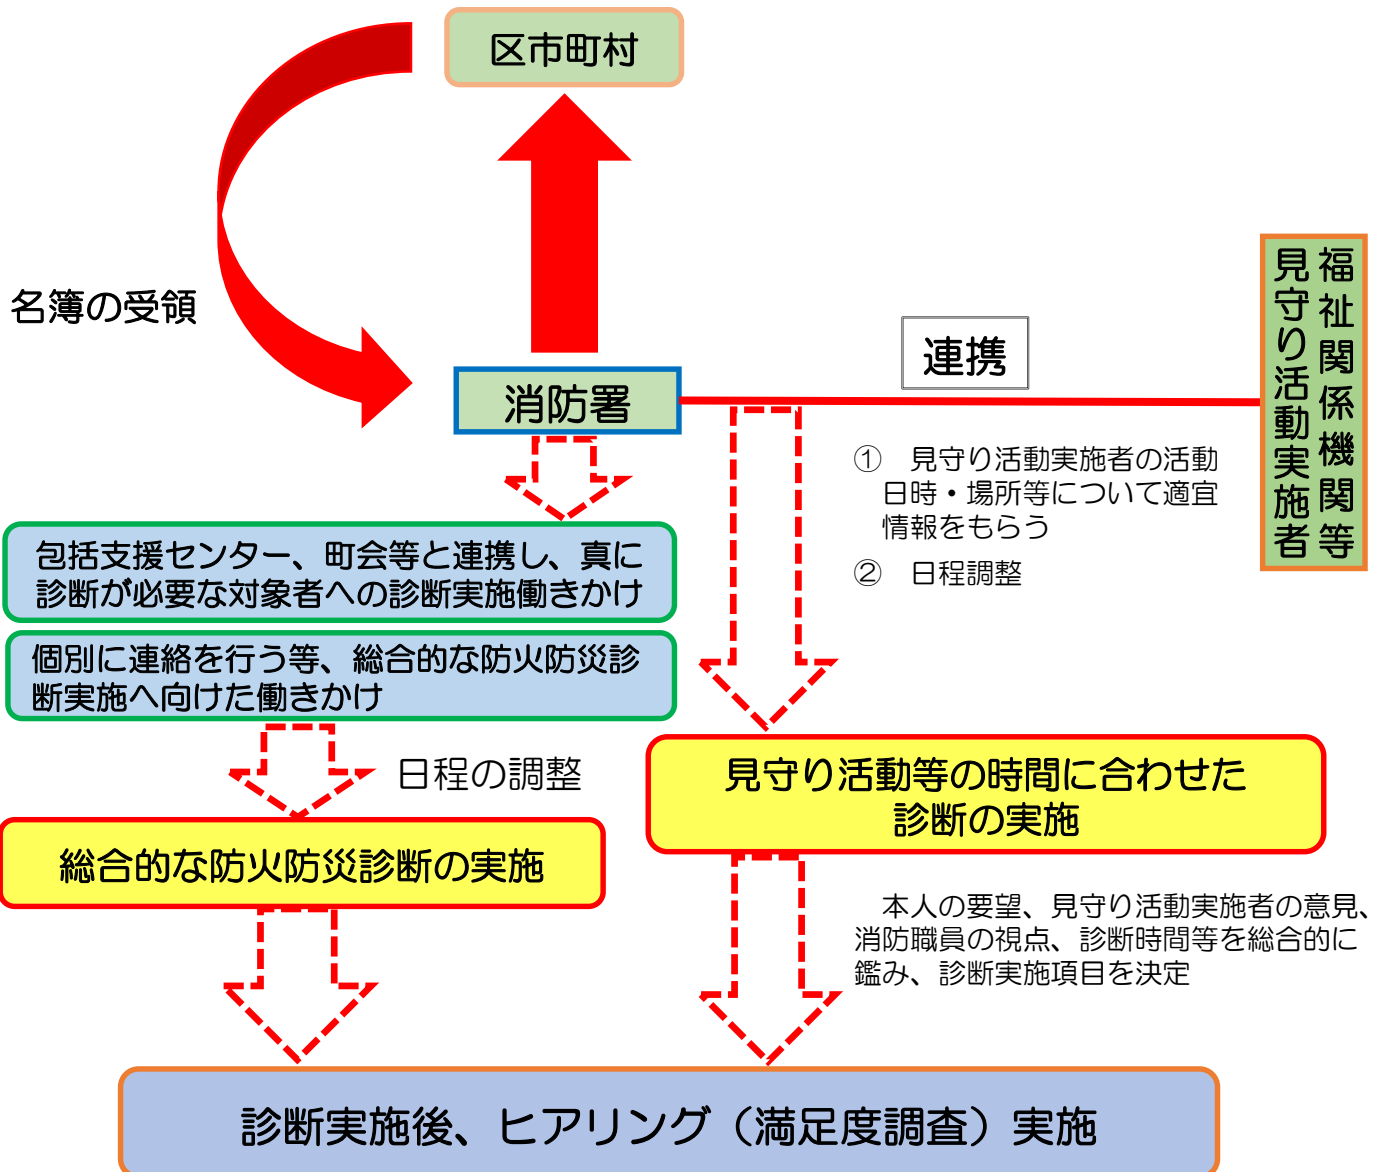 区市町村
名簿の受領
消防署
連携
福祉関係機関等
見守り活動実施者
①　見守り活動実施者の活動
日時・場所等について適宜
情報をもらう
②　日程調整
包括支援センター、町会等と連携し、真に
診断が必要な対象者への診断実施働きかけ
個別に連絡を行う等、総合的な防火防災診
断実施へ向けた働きかけ
日程の調整
見守り活動等の時間に合わせた
診断の実施
総合的な防火防災診断の実施
本人の要望、見守り活動実施者の意見、
消防職員の視点、診断時間等を総合的に
鑑み、診断実施項目を決定
診断実施後、ヒアリング（満足度調査）実施